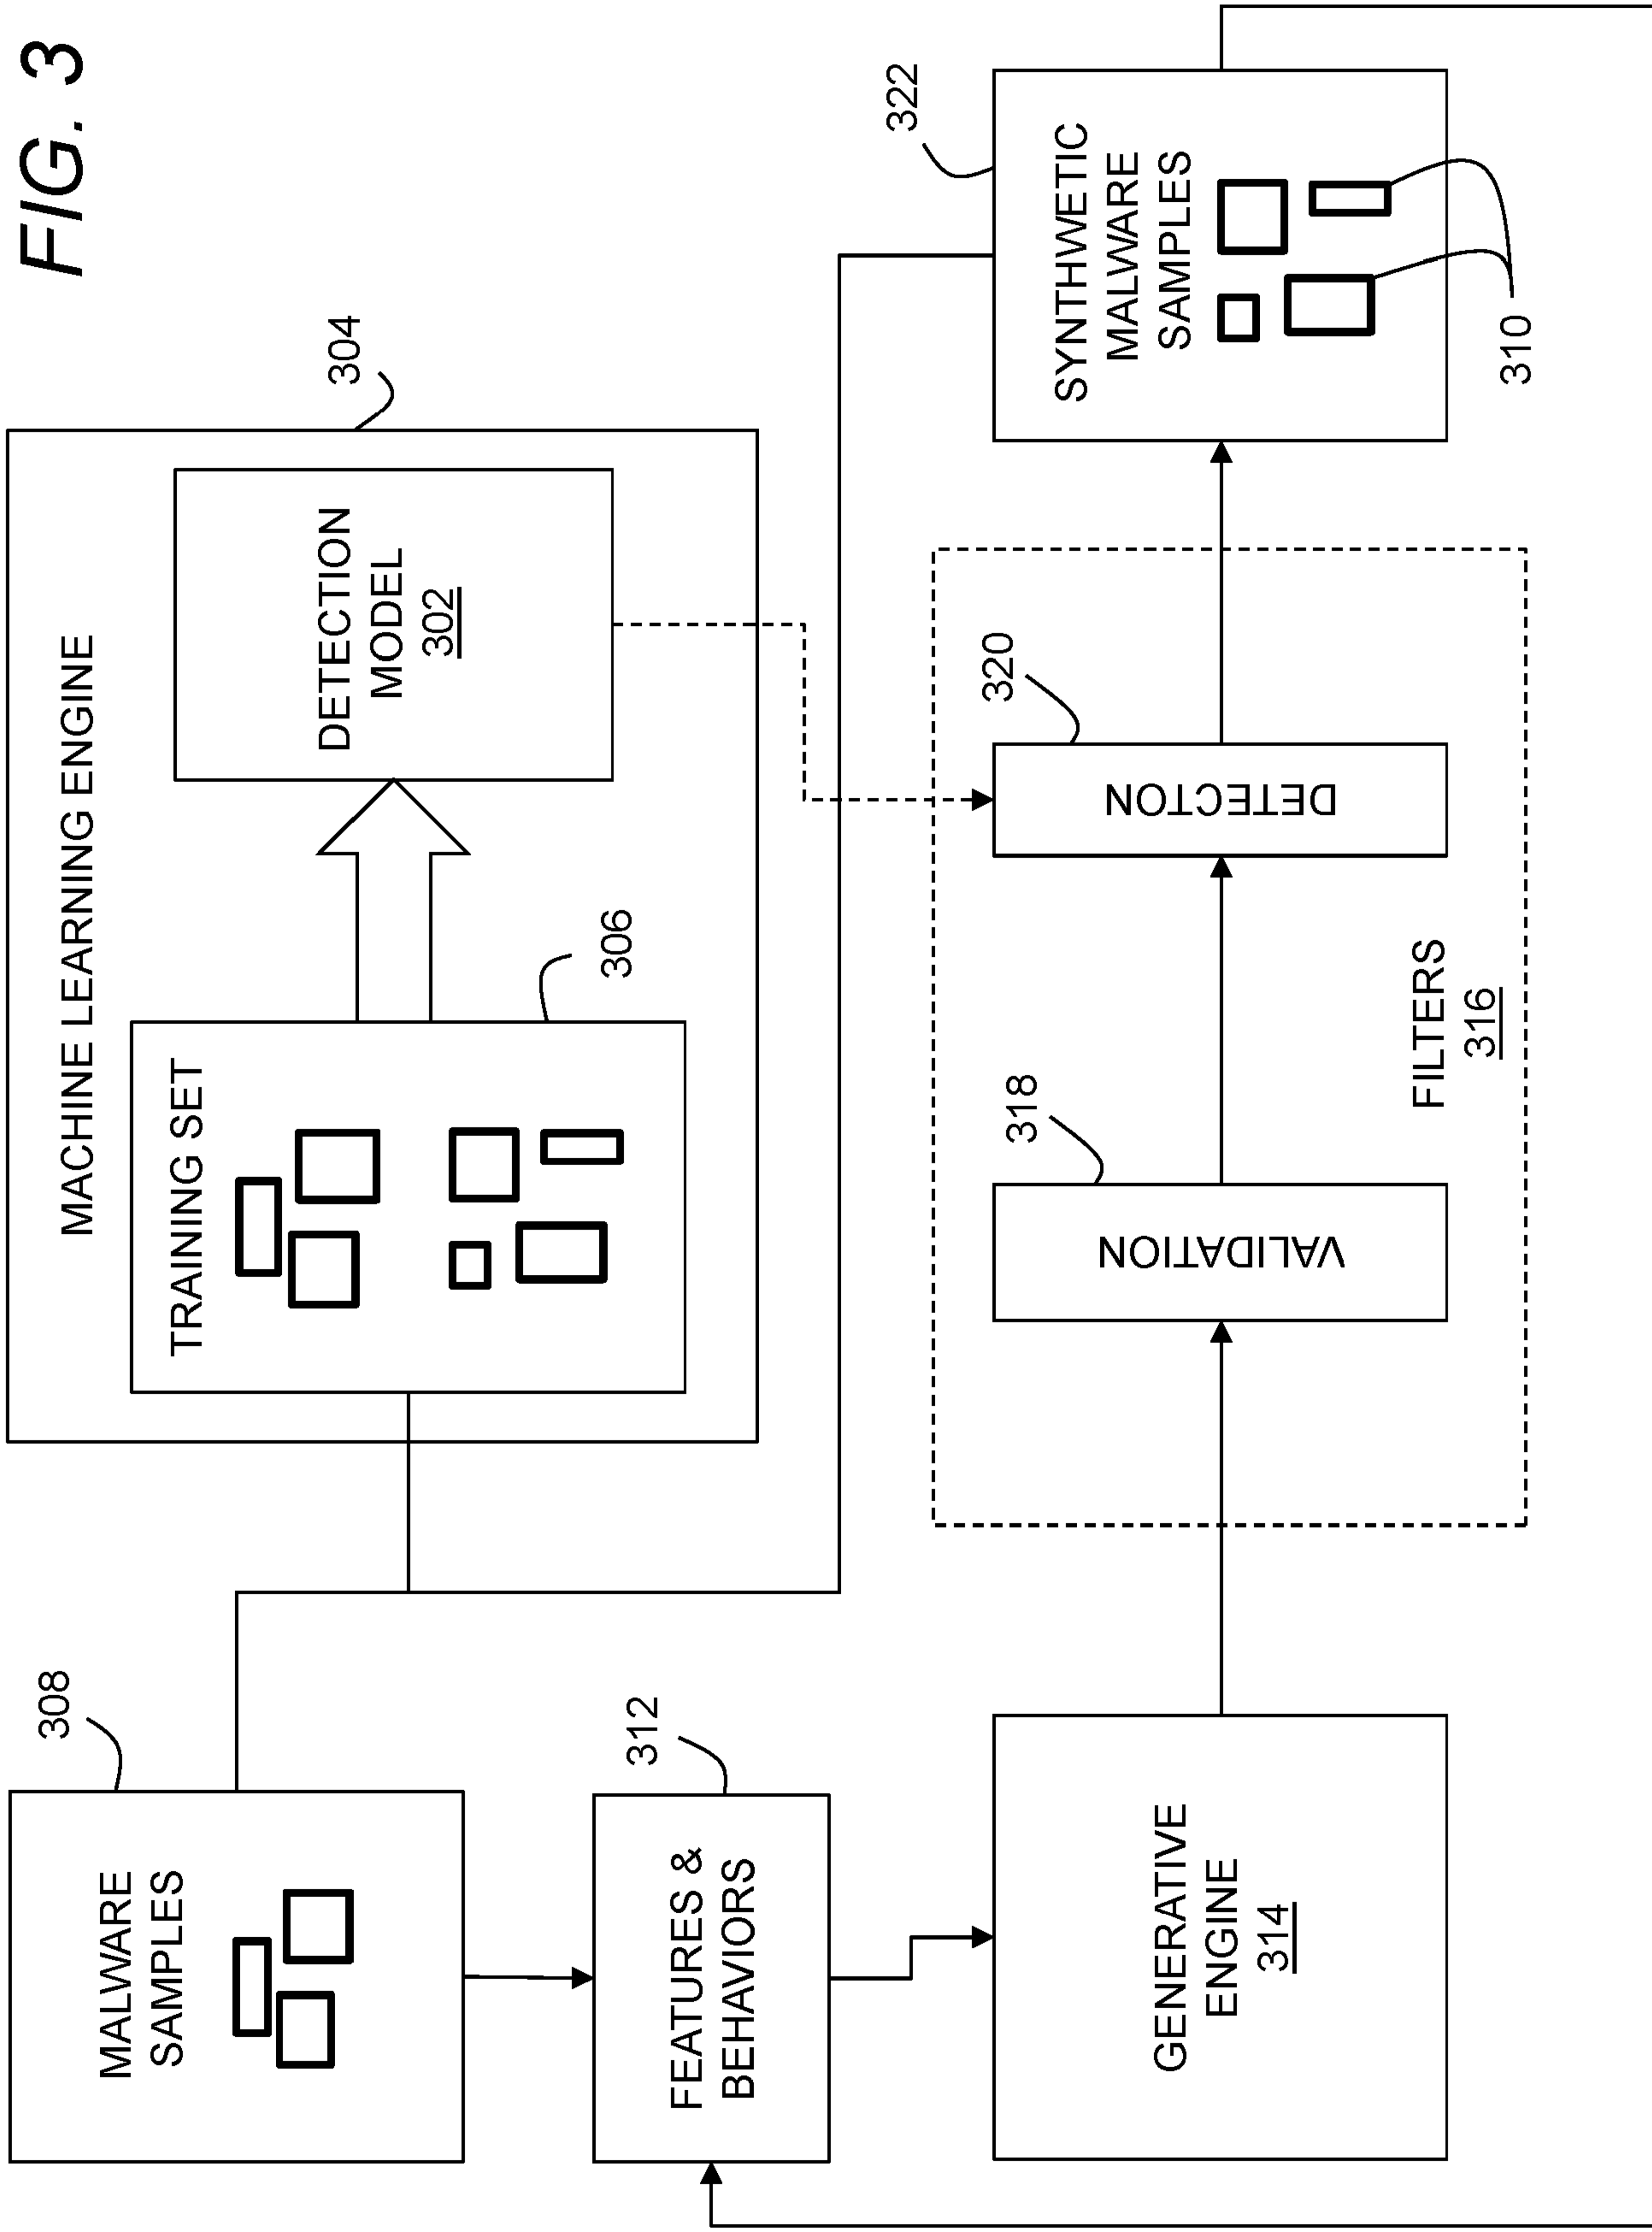 FIG. 3
MACHINE LEARNING ENGINE
304
308
MALWARE
SAMPLES
TRAINING SET
306
DETECTION
MODEL
302
312
FEATURES &
BEHAVIORS
GENERATIVE
ENGINE
314
318
VALIDATION
320
DETECTON
FILTERS
316
322
SYNTHWETIC
MALWARE
SAMPLES
310